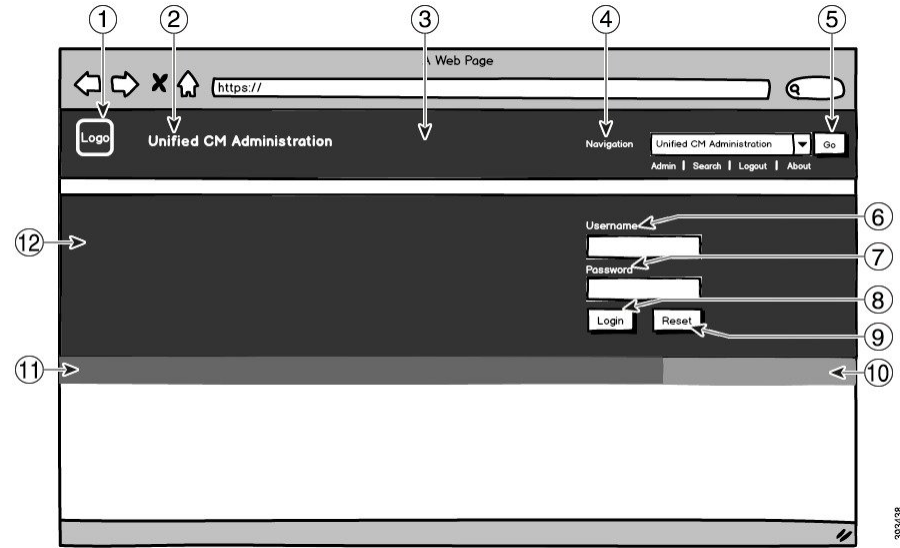 1 2 3 4 5
A Web Page
https://
Logo
Unified CM Administration
Navigation
Unified CM Administration
Go
Admin | Search | Logout | About
Username
6
12
7
Password
8
Login
Reset
9
11
10
303438